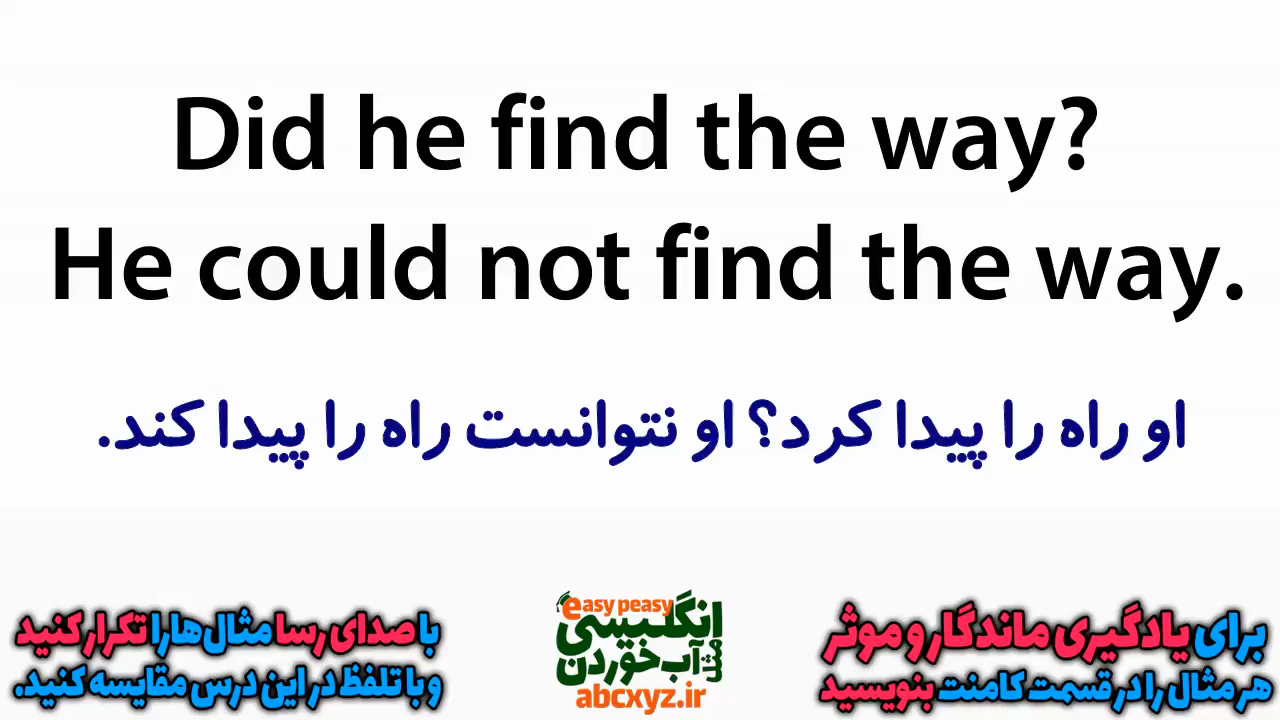 Did he find the way?
He could not find the way.
او راه را پیدا کرد؟ او نتوانست راه را پیدا کند.
برای یادگیری ماندگار و موثر
هر مثال را در قسمت کامنت بنویسید
easy peasy
انگلیسی
مثل آب خوردن
abcxyz.ir
با صدای رسا مثال‌ها را تکرار کنید
و با تلفظ در این درس مقایسه کنید.